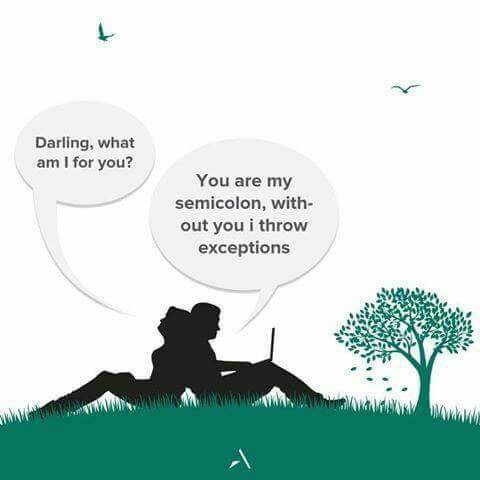 Darling, what
am I for you?
You are my
semicolon, with-
out you i throw
exceptions